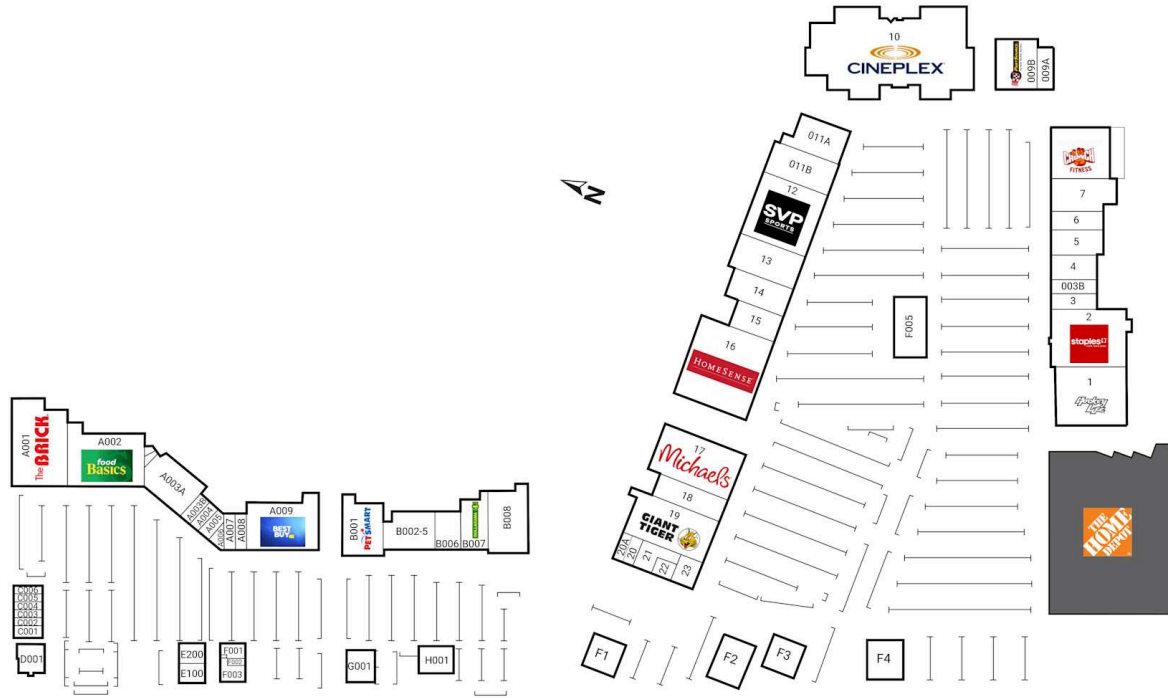 10
CINEPLEX
009B
009A
011A
011B
12
SVP
SPORTS
13
14
15
16
HOMESENSE
N
CRUNCH
FITNESS
7
6
5
4
003B
3
2
staples
1
Hockey
Life
F005
THE
HOME
DEPOT
17
Michaels
18
19
GIANT
TIGER
20A
20
21
22
23
F1
F2
F3
F4
A001
The BRICK
A002
food
Basics
A003A
A003B
A004
A005
A006
A007
A008
A009
BEST
BUY
B001
PETSMART
B002-5
B006
B007
B008
C006
C005
C004
C003
C002
C001
D001
E200
E100
F001
F002
F003
G001
H001